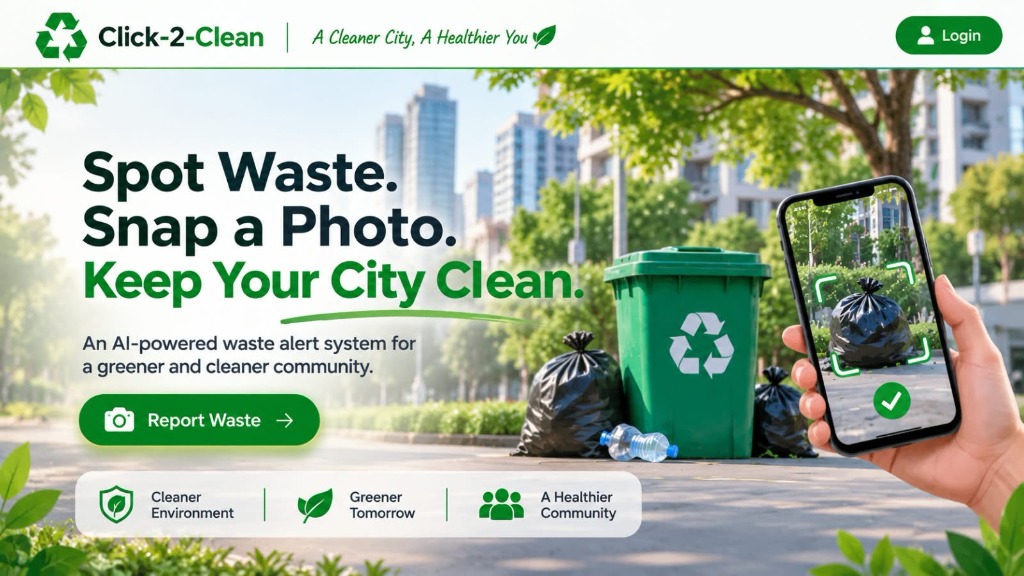 Click-2-Clean
A Cleaner City, A Healthier You
Login
Spot Waste.
Snap a Photo.
Keep Your City Clean.
An AI-powered waste alert system for
a greener and cleaner community.
Report Waste →
Cleaner
Environment
Greener
Tomorrow
A Healthier
Community